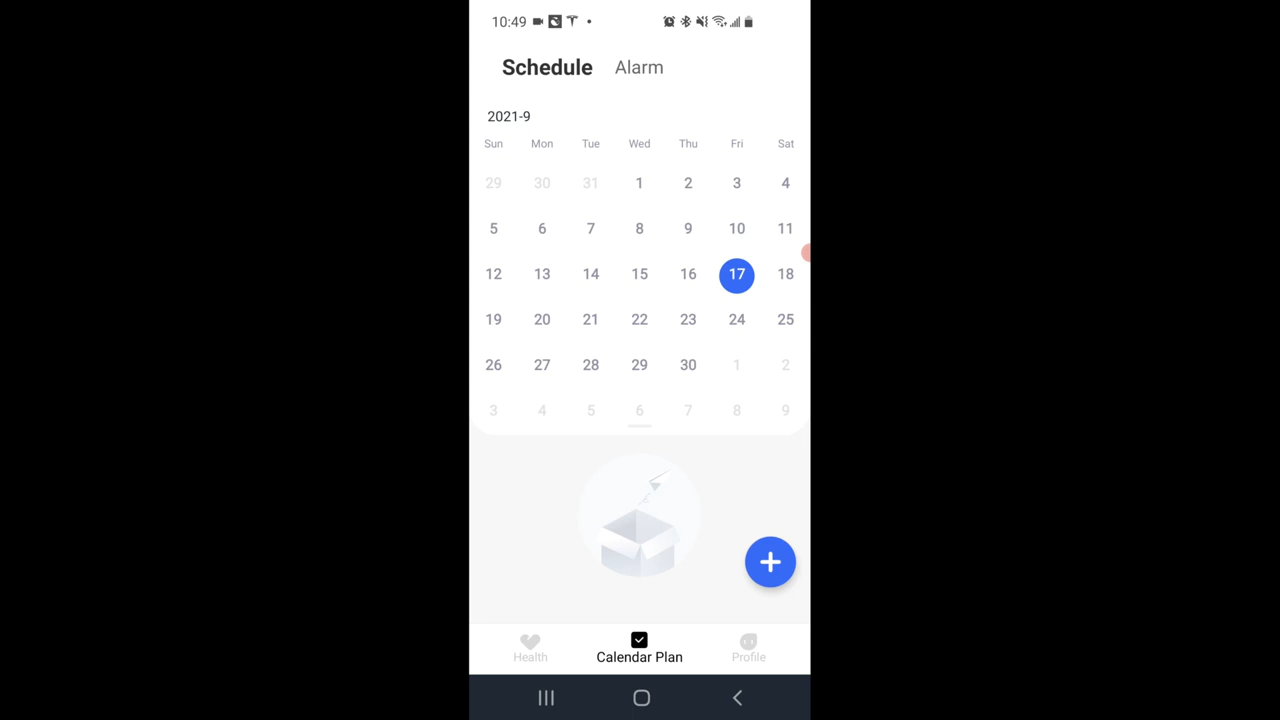 10:49
Schedule Alarm
2021-9
Sun Mon Tue Wed Thu Fri Sat
29 30 31 1 2 3 4
5 6 7 8 9 10 11
12 13 14 15 16 17 18
19 20 21 22 23 24 25
26 27 28 29 30 1 2
3 4 5 6 7 8 9
Health Calendar Plan Profile